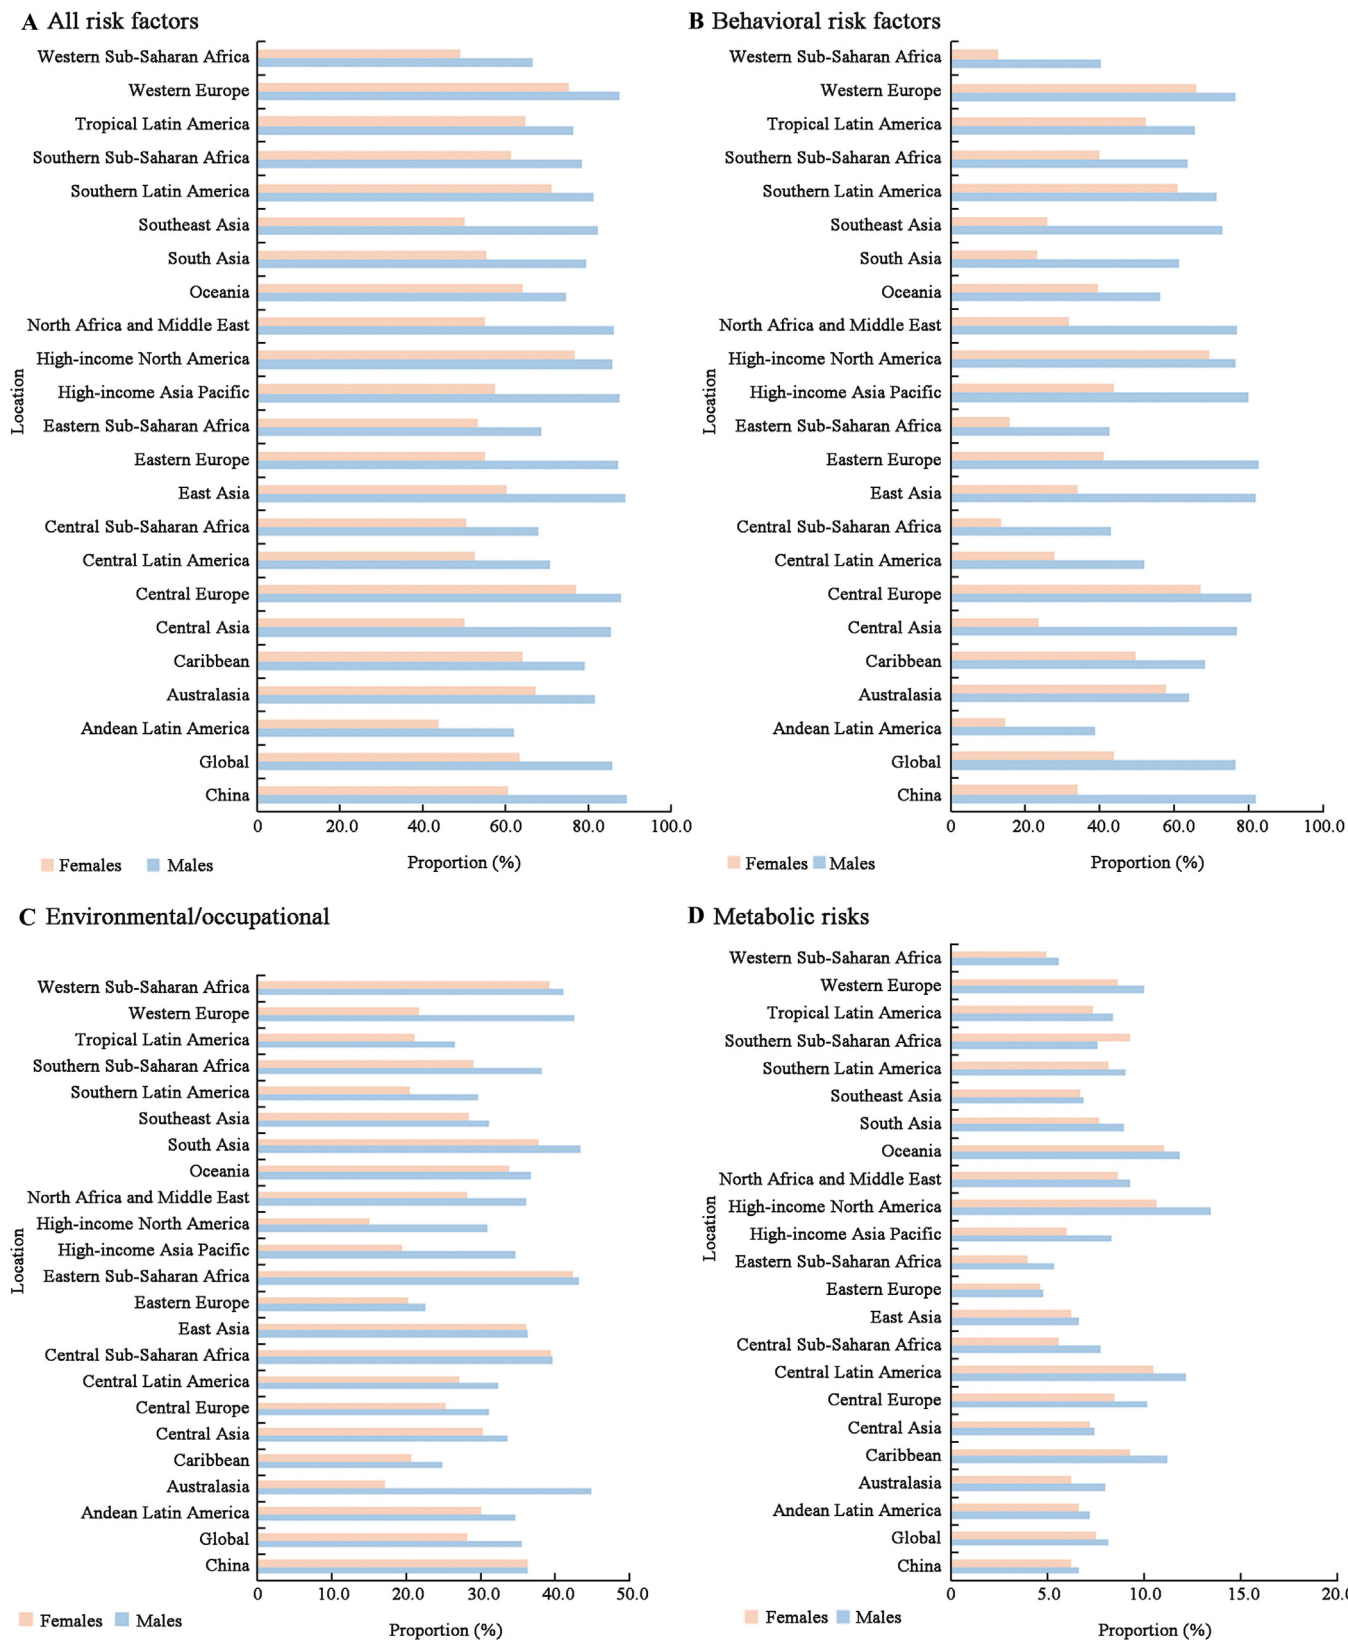 A All risk factors
Location
Western Sub-Saharan Africa
Western Europe
Tropical Latin America
Southern Sub-Saharan Africa
Southern Latin America
Southeast Asia
South Asia
Oceania
North Africa and Middle East
High-income North America
High-income Asia Pacific
Eastern Sub-Saharan Africa
Eastern Europe
East Asia
Central Sub-Saharan Africa
Central Latin America
Central Europe
Central Asia
Caribbean
Australasia
Andean Latin America
Global
China
0 20.0 40.0 60.0 80.0 100.0
Proportion (%)
Females Males
B Behavioral risk factors
Location
Western Sub-Saharan Africa
Western Europe
Tropical Latin America
Southern Sub-Saharan Africa
Southern Latin America
Southeast Asia
South Asia
Oceania
North Africa and Middle East
High-income North America
High-income Asia Pacific
Eastern Sub-Saharan Africa
Eastern Europe
East Asia
Central Sub-Saharan Africa
Central Latin America
Central Europe
Central Asia
Caribbean
Australasia
Andean Latin America
Global
China
0 20.0 40.0 60.0 80.0 100.0
Proportion (%)
Females Males
C Environmental/occupational
Location
Western Sub-Saharan Africa
Western Europe
Tropical Latin America
Southern Sub-Saharan Africa
Southern Latin America
Southeast Asia
South Asia
Oceania
North Africa and Middle East
High-income North America
High-income Asia Pacific
Eastern Sub-Saharan Africa
Eastern Europe
East Asia
Central Sub-Saharan Africa
Central Latin America
Central Europe
Central Asia
Caribbean
Australasia
Andean Latin America
Global
China
0 10.0 20.0 30.0 40.0 50.0
Proportion (%)
Females Males
D Metabolic risks
Location
Western Sub-Saharan Africa
Western Europe
Tropical Latin America
Southern Sub-Saharan Africa
Southern Latin America
Southeast Asia
South Asia
Oceania
North Africa and Middle East
High-income North America
High-income Asia Pacific
Eastern Sub-Saharan Africa
Eastern Europe
East Asia
Central Sub-Saharan Africa
Central Latin America
Central Europe
Central Asia
Caribbean
Australasia
Andean Latin America
Global
China
0 5.0 10.0 15.0 20.0
Proportion (%)
Females Males